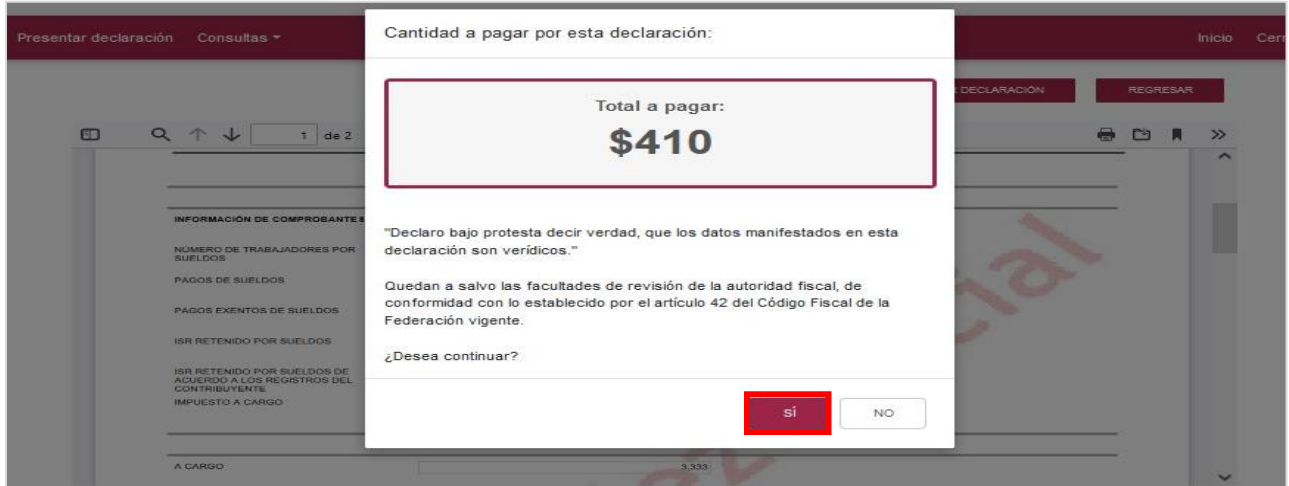 Presentar declaración Consultas
Inicio Cerr
Cantidad a pagar por esta declaración:
DECLARACIÓN REGRESAR
Total a pagar:
$410
1 de 2
INFORMACIÓN DE COMPROBANTES
NÚMERO DE TRABAJADORES POR
SUELDOS
PAGOS DE SUELDOS
PAGOS EXENTOS DE SUELDOS
ISR RETENIDO POR SUELDOS
ISR RETENIDO POR SUELDOS DE
ACUERDO A LOS REGISTROS DEL
CONTRIBUYENTE
IMPUESTO A CARGO
A CARGO 3,333
"Declaro bajo protesta decir verdad, que los datos manifestados en esta
declaración son verídicos."
Quedan a salvo las facultades de revisión de la autoridad fiscal, de
conformidad con lo establecido por el artículo 42 del Código Fiscal de la
Federación vigente.
¿Desea continuar?
SÍ NO